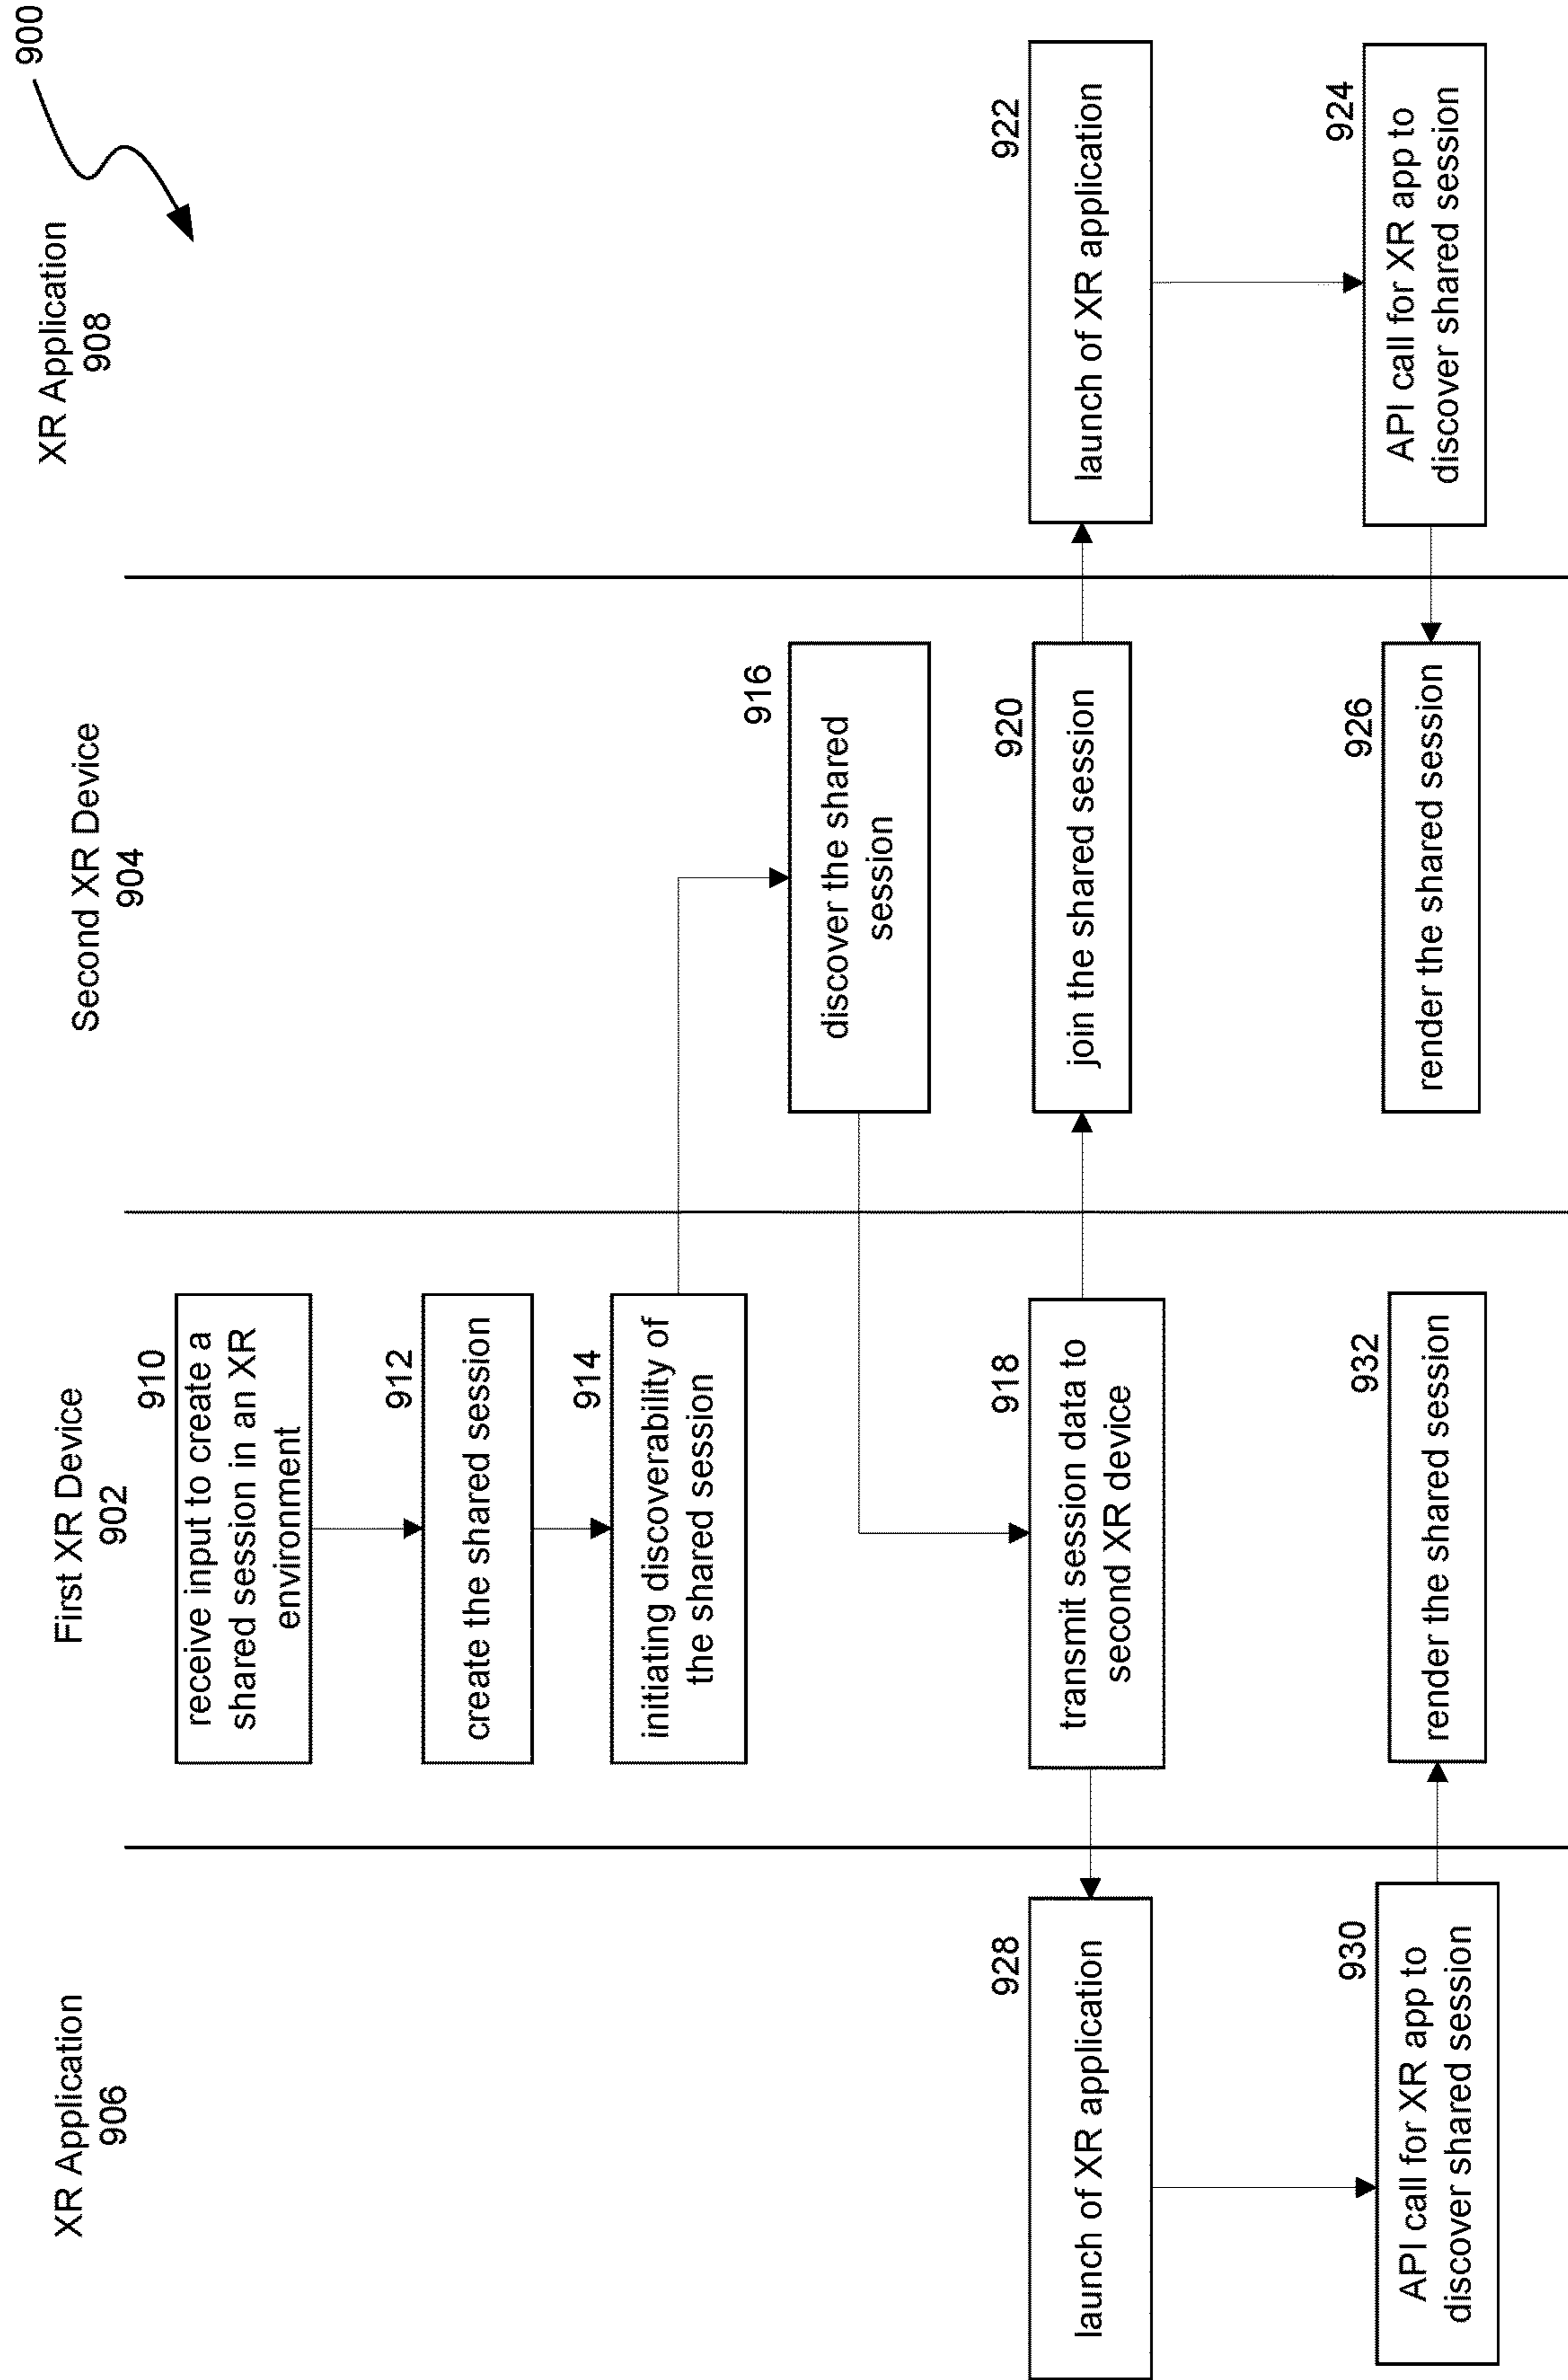 900
XR Application
906
First XR Device
902
Second XR Device
904
XR Application
908
910
receive input to create a
shared session in an XR
environment
912
create the shared session
914
initiating discoverability of
the shared session
916
discover the shared
session
918
transmit session data to
second XR device
920
join the shared session
922
launch of XR application
924
API call for XR app to
discover shared session
926
render the shared session
928
launch of XR application
930
API call for XR app to
discover shared session
932
render the shared session